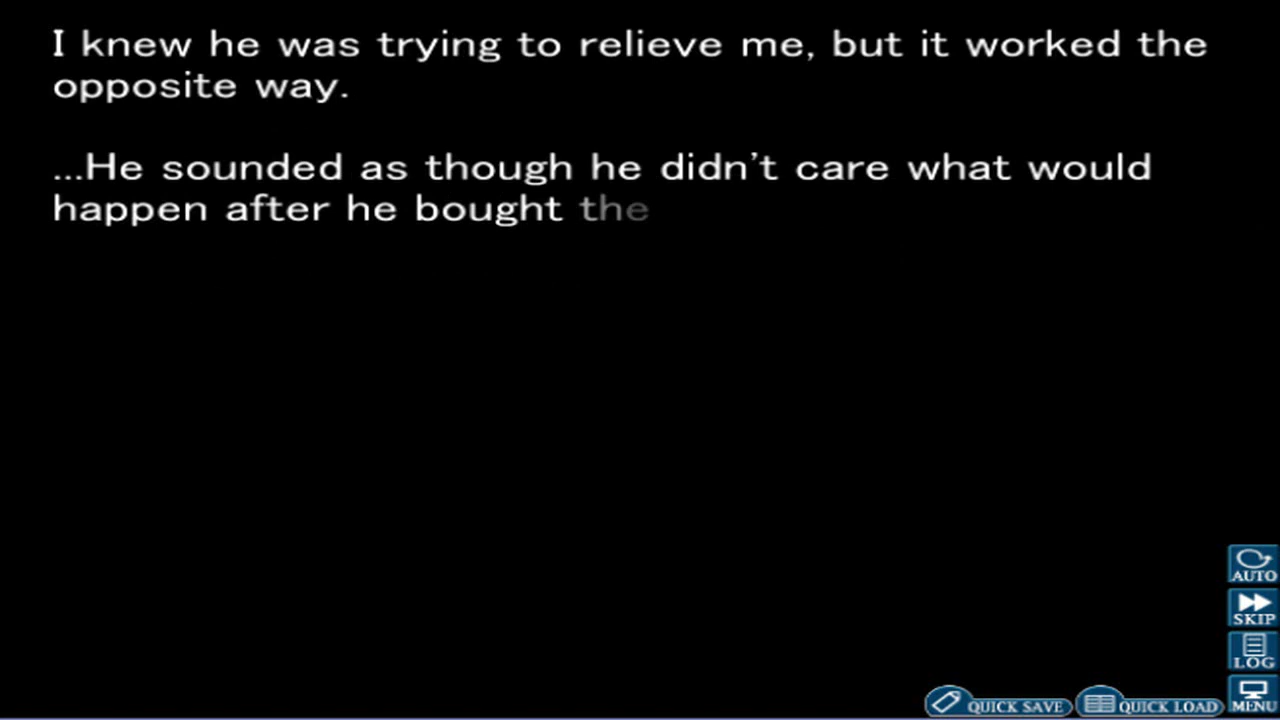 I knew he was trying to relieve me, but it worked the
opposite way.
...He sounded as though he didn't care what would
happen after he bought the
AUTO
SKIP
LOG
QUICK SAVE
QUICK LOAD
MENU